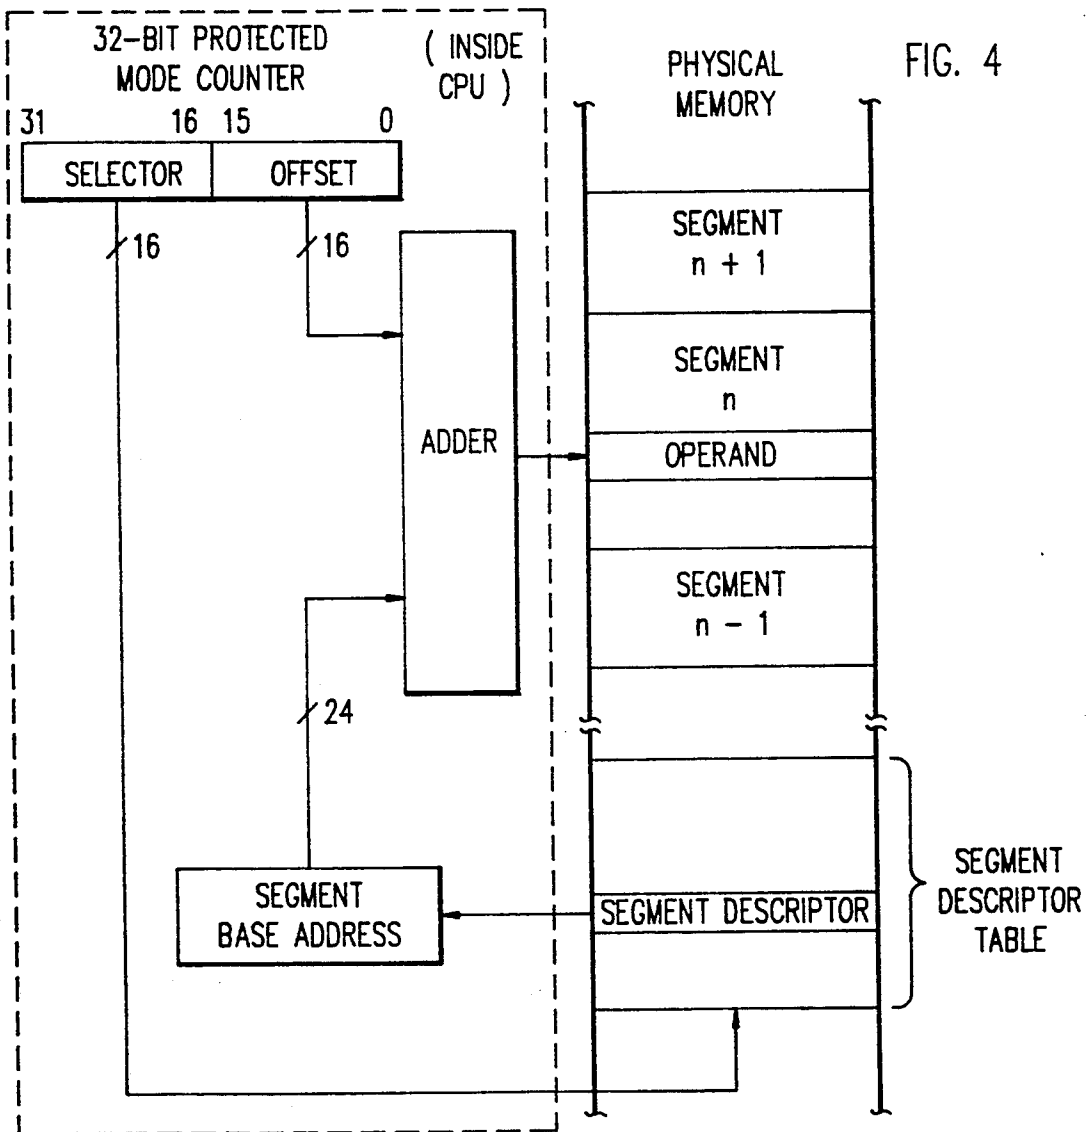 32-BIT PROTECTED
MODE COUNTER
( INSIDE
CPU )
PHYSICAL
MEMORY
FIG. 4
31 16 15 0
SELECTOR OFFSET
16 16
SEGMENT
n + 1
SEGMENT
n
ADDER
OPERAND
SEGMENT
n - 1
24
SEGMENT
BASE ADDRESS
SEGMENT DESCRIPTOR
SEGMENT
DESCRIPTOR
TABLE